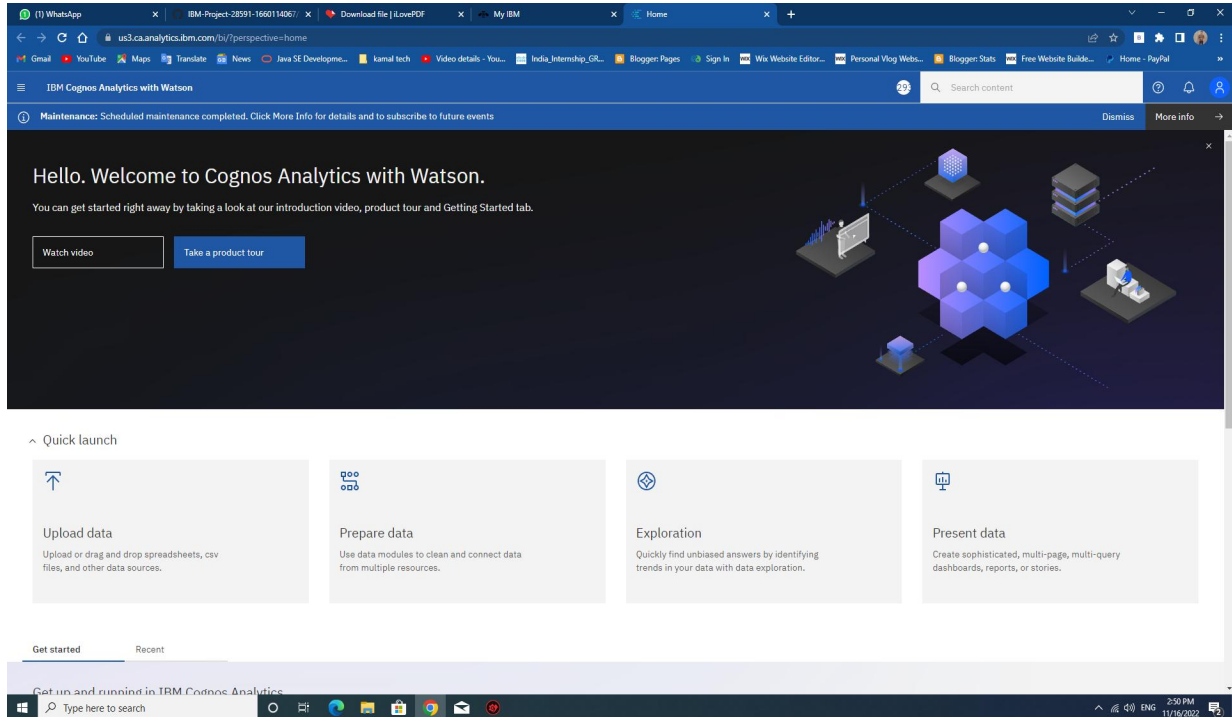 (1) WhatsApp
IBM-Project-28591-1660114067/
Download file | iLovePDF
My IBM
Home
us3.ca.analytics.ibm.com/bi/?perspective=home
Gmail
YouTube
Maps
Translate
News
Java SE Developme...
kamal tech
Video details - You...
India_Internship_GR...
Blogger: Pages
Sign In
Wix Website Editor...
Personal Vlog Webs...
Blogger: Stats
Free Website Builde...
Home - PayPal
»
IBM Cognos Analytics with Watson
293
Search content
Maintenance: Scheduled maintenance completed. Click More Info for details and to subscribe to future events
Dismiss
More info
Hello. Welcome to Cognos Analytics with Watson.
You can get started right away by taking a look at our introduction video, product tour and Getting Started tab.
Watch video
Take a product tour
Quick launch
Upload data
Upload or drag and drop spreadsheets, csv
files, and other data sources.
Prepare data
Use data modules to clean and connect data
from multiple resources.
Exploration
Quickly find unbiased answers by identifying
trends in your data with data exploration.
Present data
Create sophisticated, multi-page, multi-query
dashboards, reports, or stories.
Get started
Recent
Get up and running in IBM Cognos Analytics
Type here to search
ENG
2:50 PM
11/16/2022